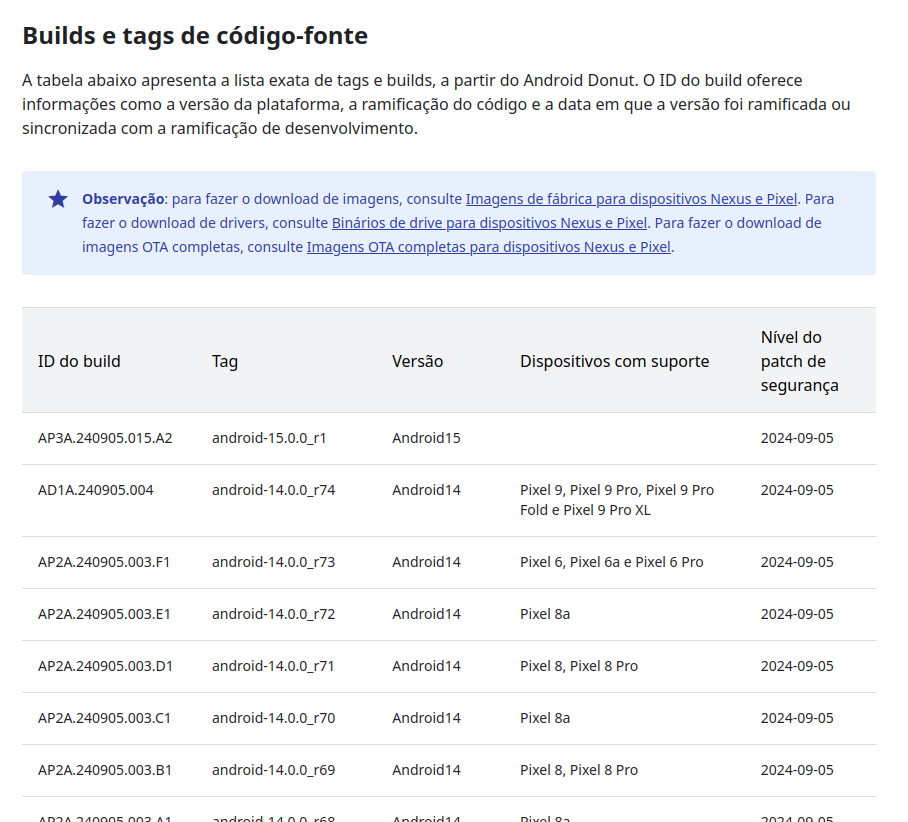 Builds e tags de código-fonte
A tabela abaixo apresenta a lista exata de tags e builds, a partir do Android Donut. O ID do build oferece
informações como a versão da plataforma, a ramificação do código e a data em que a versão foi ramificada ou
sincronizada com a ramificação de desenvolvimento.
Observação: para fazer o download de imagens, consulte Imagens de fábrica para dispositivos Nexus e Pixel. Para
fazer o download de drivers, consulte Binários de drive para dispositivos Nexus e Pixel. Para fazer o download de
imagens OTA completas, consulte Imagens OTA completas para dispositivos Nexus e Pixel.
ID do build Tag Versão Dispositivos com suporte Nível do
patch de
segurança
AP3A.240905.015.A2 android-15.0.0_r1 Android15 2024-09-05
AD1A.240905.004 android-14.0.0_r74 Android14 Pixel 9, Pixel 9 Pro, Pixel 9 Pro 2024-09-05
Fold e Pixel 9 Pro XL
AP2A.240905.003.F1 android-14.0.0_r73 Android14 Pixel 6, Pixel 6a e Pixel 6 Pro 2024-09-05
AP2A.240905.003.E1 android-14.0.0_r72 Android14 Pixel 8a 2024-09-05
AP2A.240905.003.D1 android-14.0.0_r71 Android14 Pixel 8, Pixel 8 Pro 2024-09-05
AP2A.240905.003.C1 android-14.0.0_r70 Android14 Pixel 8a 2024-09-05
AP2A.240905.003.B1 android-14.0.0_r69 Android14 Pixel 8, Pixel 8 Pro 2024-09-05
AP2A.240905.003.A1 android-14.0.0_r68 Android14 Pixel 8a 2024-09-05